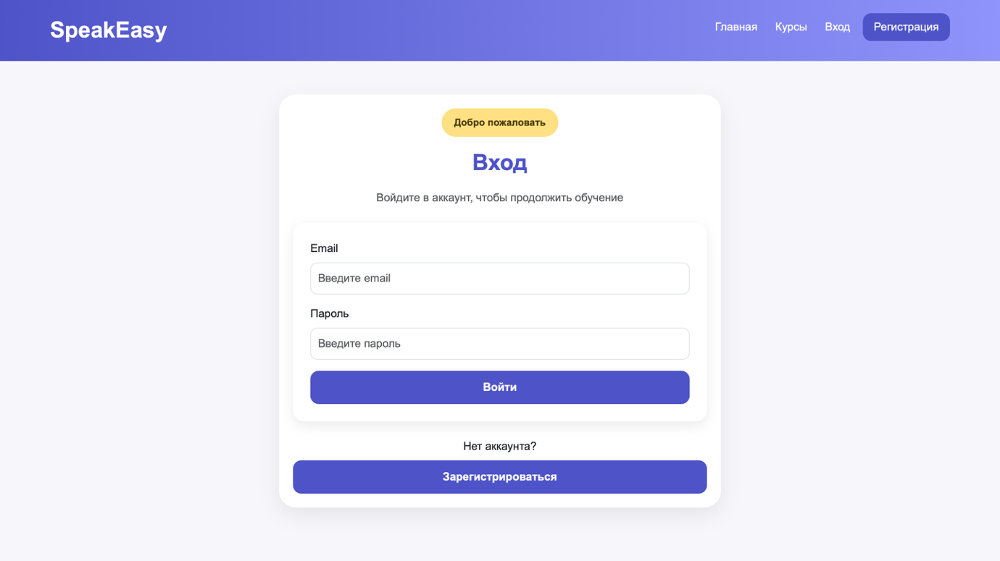 SpeakEasy
Главная Курсы Вход Регистрация
Добро пожаловать
Вход
Войдите в аккаунт, чтобы продолжить обучение
Email
Введите email
Пароль
Введите пароль
Войти
Нет аккаунта?
Зарегистрироваться